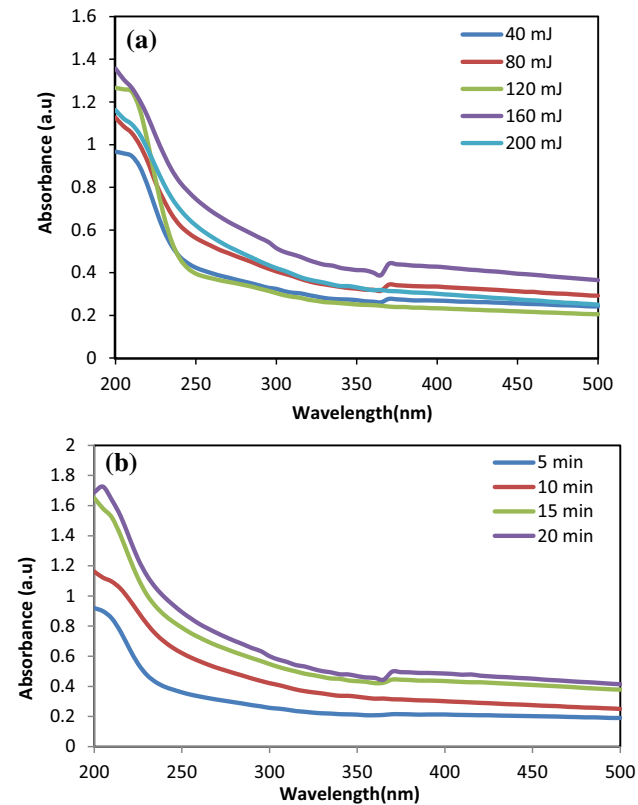 (a)
1.6
1.4
1.2
1
0.8
0.6
0.4
0.2
0
Absorbance (a.u)
40 mJ
80 mJ
120 mJ
160 mJ
200 mJ
200 250 300 350 400 450 500
Wavelength(nm)
(b)
2
1.8
1.6
1.4
1.2
1
0.8
0.6
0.4
0.2
0
Absorbance (a.u)
5 min
10 min
15 min
20 min
200 250 300 350 400 450 500
Wavelength(nm)